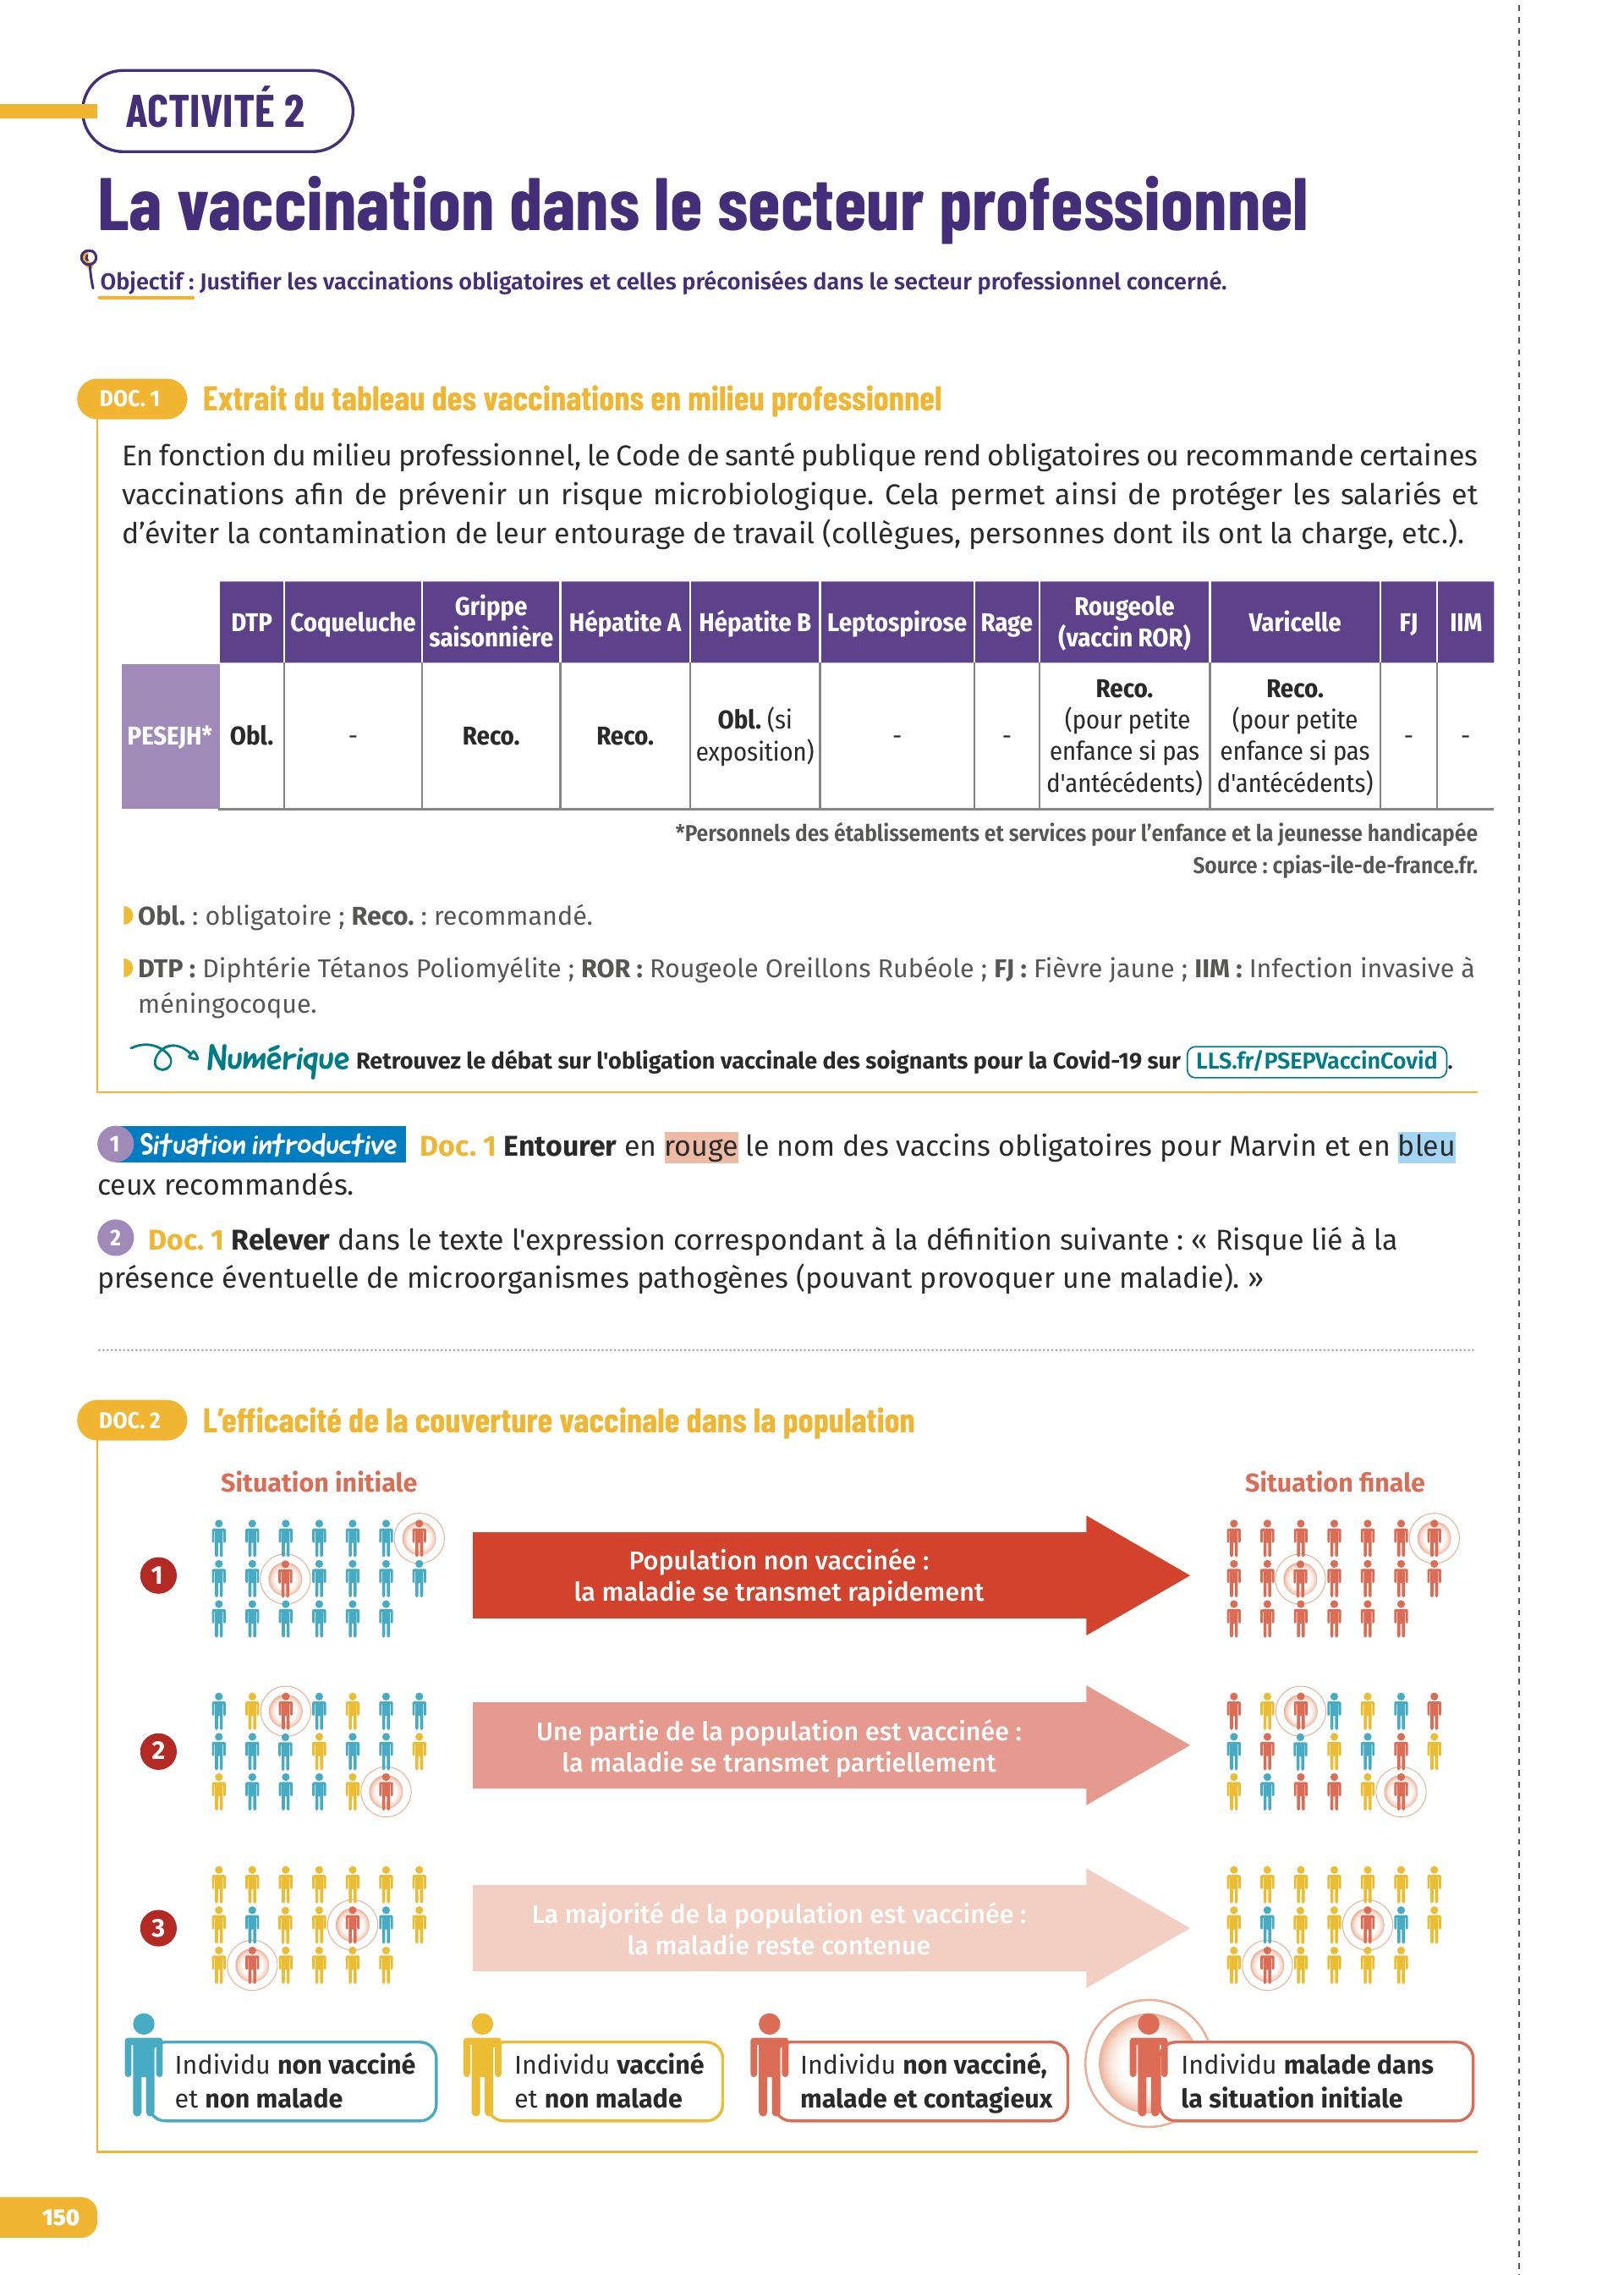 ACTIVITÉ 2
La vaccination dans le secteur professionnel
Objectif : Justifier les vaccinations obligatoires et celles préconisées dans le secteur professionnel concerné.
DOC. 1 Extrait du tableau des vaccinations en milieu professionnel
En fonction du milieu professionnel, le Code de santé publique rend obligatoires ou recommande certaines
vaccinations afin de prévenir un risque microbiologique. Cela permet ainsi de protéger les salariés et
d’éviter la contamination de leur entourage de travail (collègues, personnes dont ils ont la charge, etc.).
DTP Coqueluche Grippe saisonnière Hépatite A Hépatite B Leptospirose Rage Rougeole (vaccin ROR) Varicelle FJ IIM
PESEJH* Obl. - Reco. Reco. Obl. (si exposition) - - Reco. (pour petite enfance si pas d'antécédents) Reco. (pour petite enfance si pas d'antécédents) - -
*Personnels des établissements et services pour l’enfance et la jeunesse handicapée
Source : cpias-ile-de-france.fr.
Obl. : obligatoire ; Reco. : recommandé.
DTP : Diphtérie Tétanos Poliomyélite ; ROR : Rougeole Oreillons Rubéole ; FJ : Fièvre jaune ; IIM : Infection invasive à
méningocoque.
Numérique Retrouvez le débat sur l'obligation vaccinale des soignants pour la Covid-19 sur LLS.fr/PSEPVaccinCovid .
1 Situation introductive Doc. 1 Entourer en rouge le nom des vaccins obligatoires pour Marvin et en bleu
ceux recommandés.
2 Doc. 1 Relever dans le texte l'expression correspondant à la définition suivante : « Risque lié à la
présence éventuelle de microorganismes pathogènes (pouvant provoquer une maladie). »
DOC. 2 L’efficacité de la couverture vaccinale dans la population
Situation initiale Situation finale
1
Population non vaccinée :
la maladie se transmet rapidement
2
Une partie de la population est vaccinée :
la maladie se transmet partiellement
3
La majorité de la population est vaccinée :
la maladie reste contenue
Individu non vacciné
et non malade
Individu vacciné
et non malade
Individu non vacciné,
malade et contagieux
Individu malade dans
la situation initiale
150